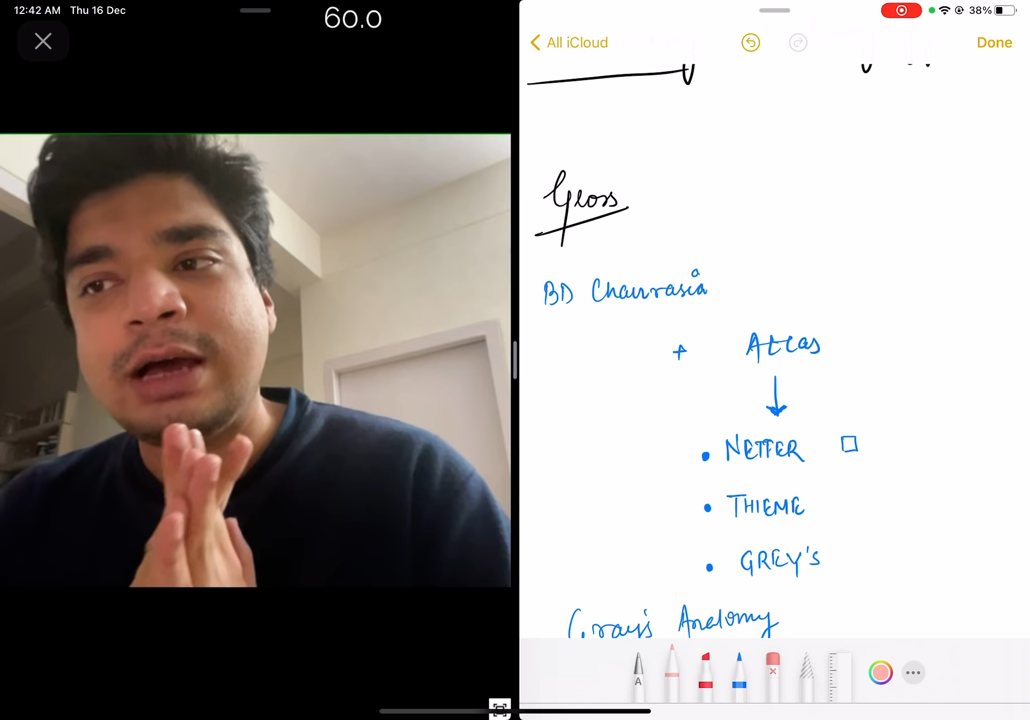 12:42 AM Thu 16 Dec
60.0
38%
All iCloud
Done
Gross
BD Chaurasia
+ Atlas
• NETTER
• THIEME
• GREY'S
Gray's Anatomy
A